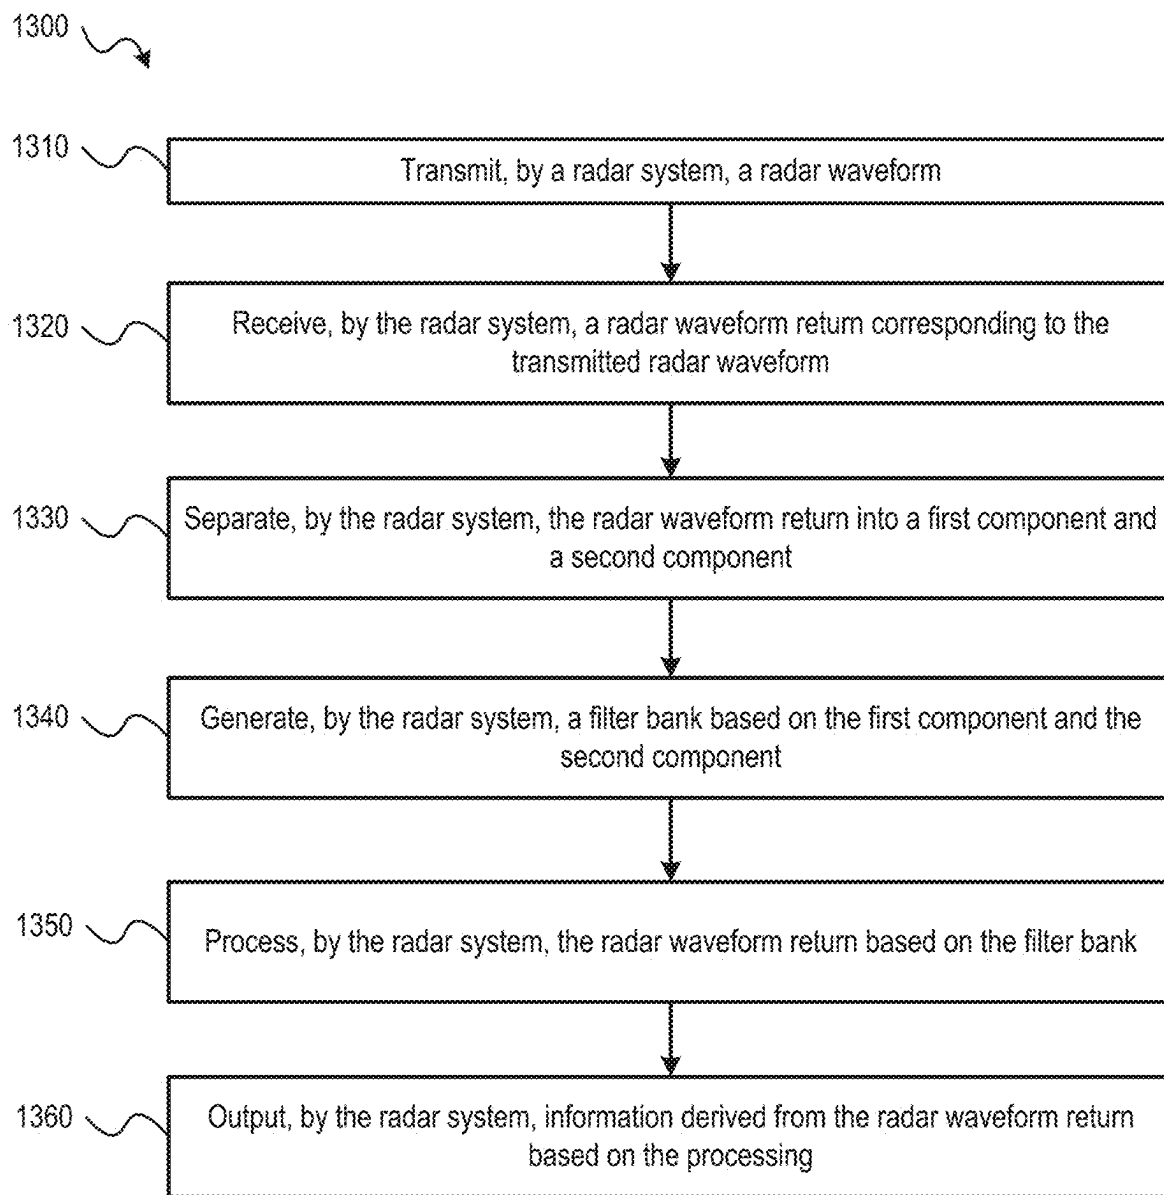 1300
1310
Transmit, by a radar system, a radar waveform
1320
Receive, by the radar system, a radar waveform return corresponding to the
transmitted radar waveform
1330
Separate, by the radar system, the radar waveform return into a first component and
a second component
1340
Generate, by the radar system, a filter bank based on the first component and the
second component
1350
Process, by the radar system, the radar waveform return based on the filter bank
1360
Output, by the radar system, information derived from the radar waveform return
based on the processing